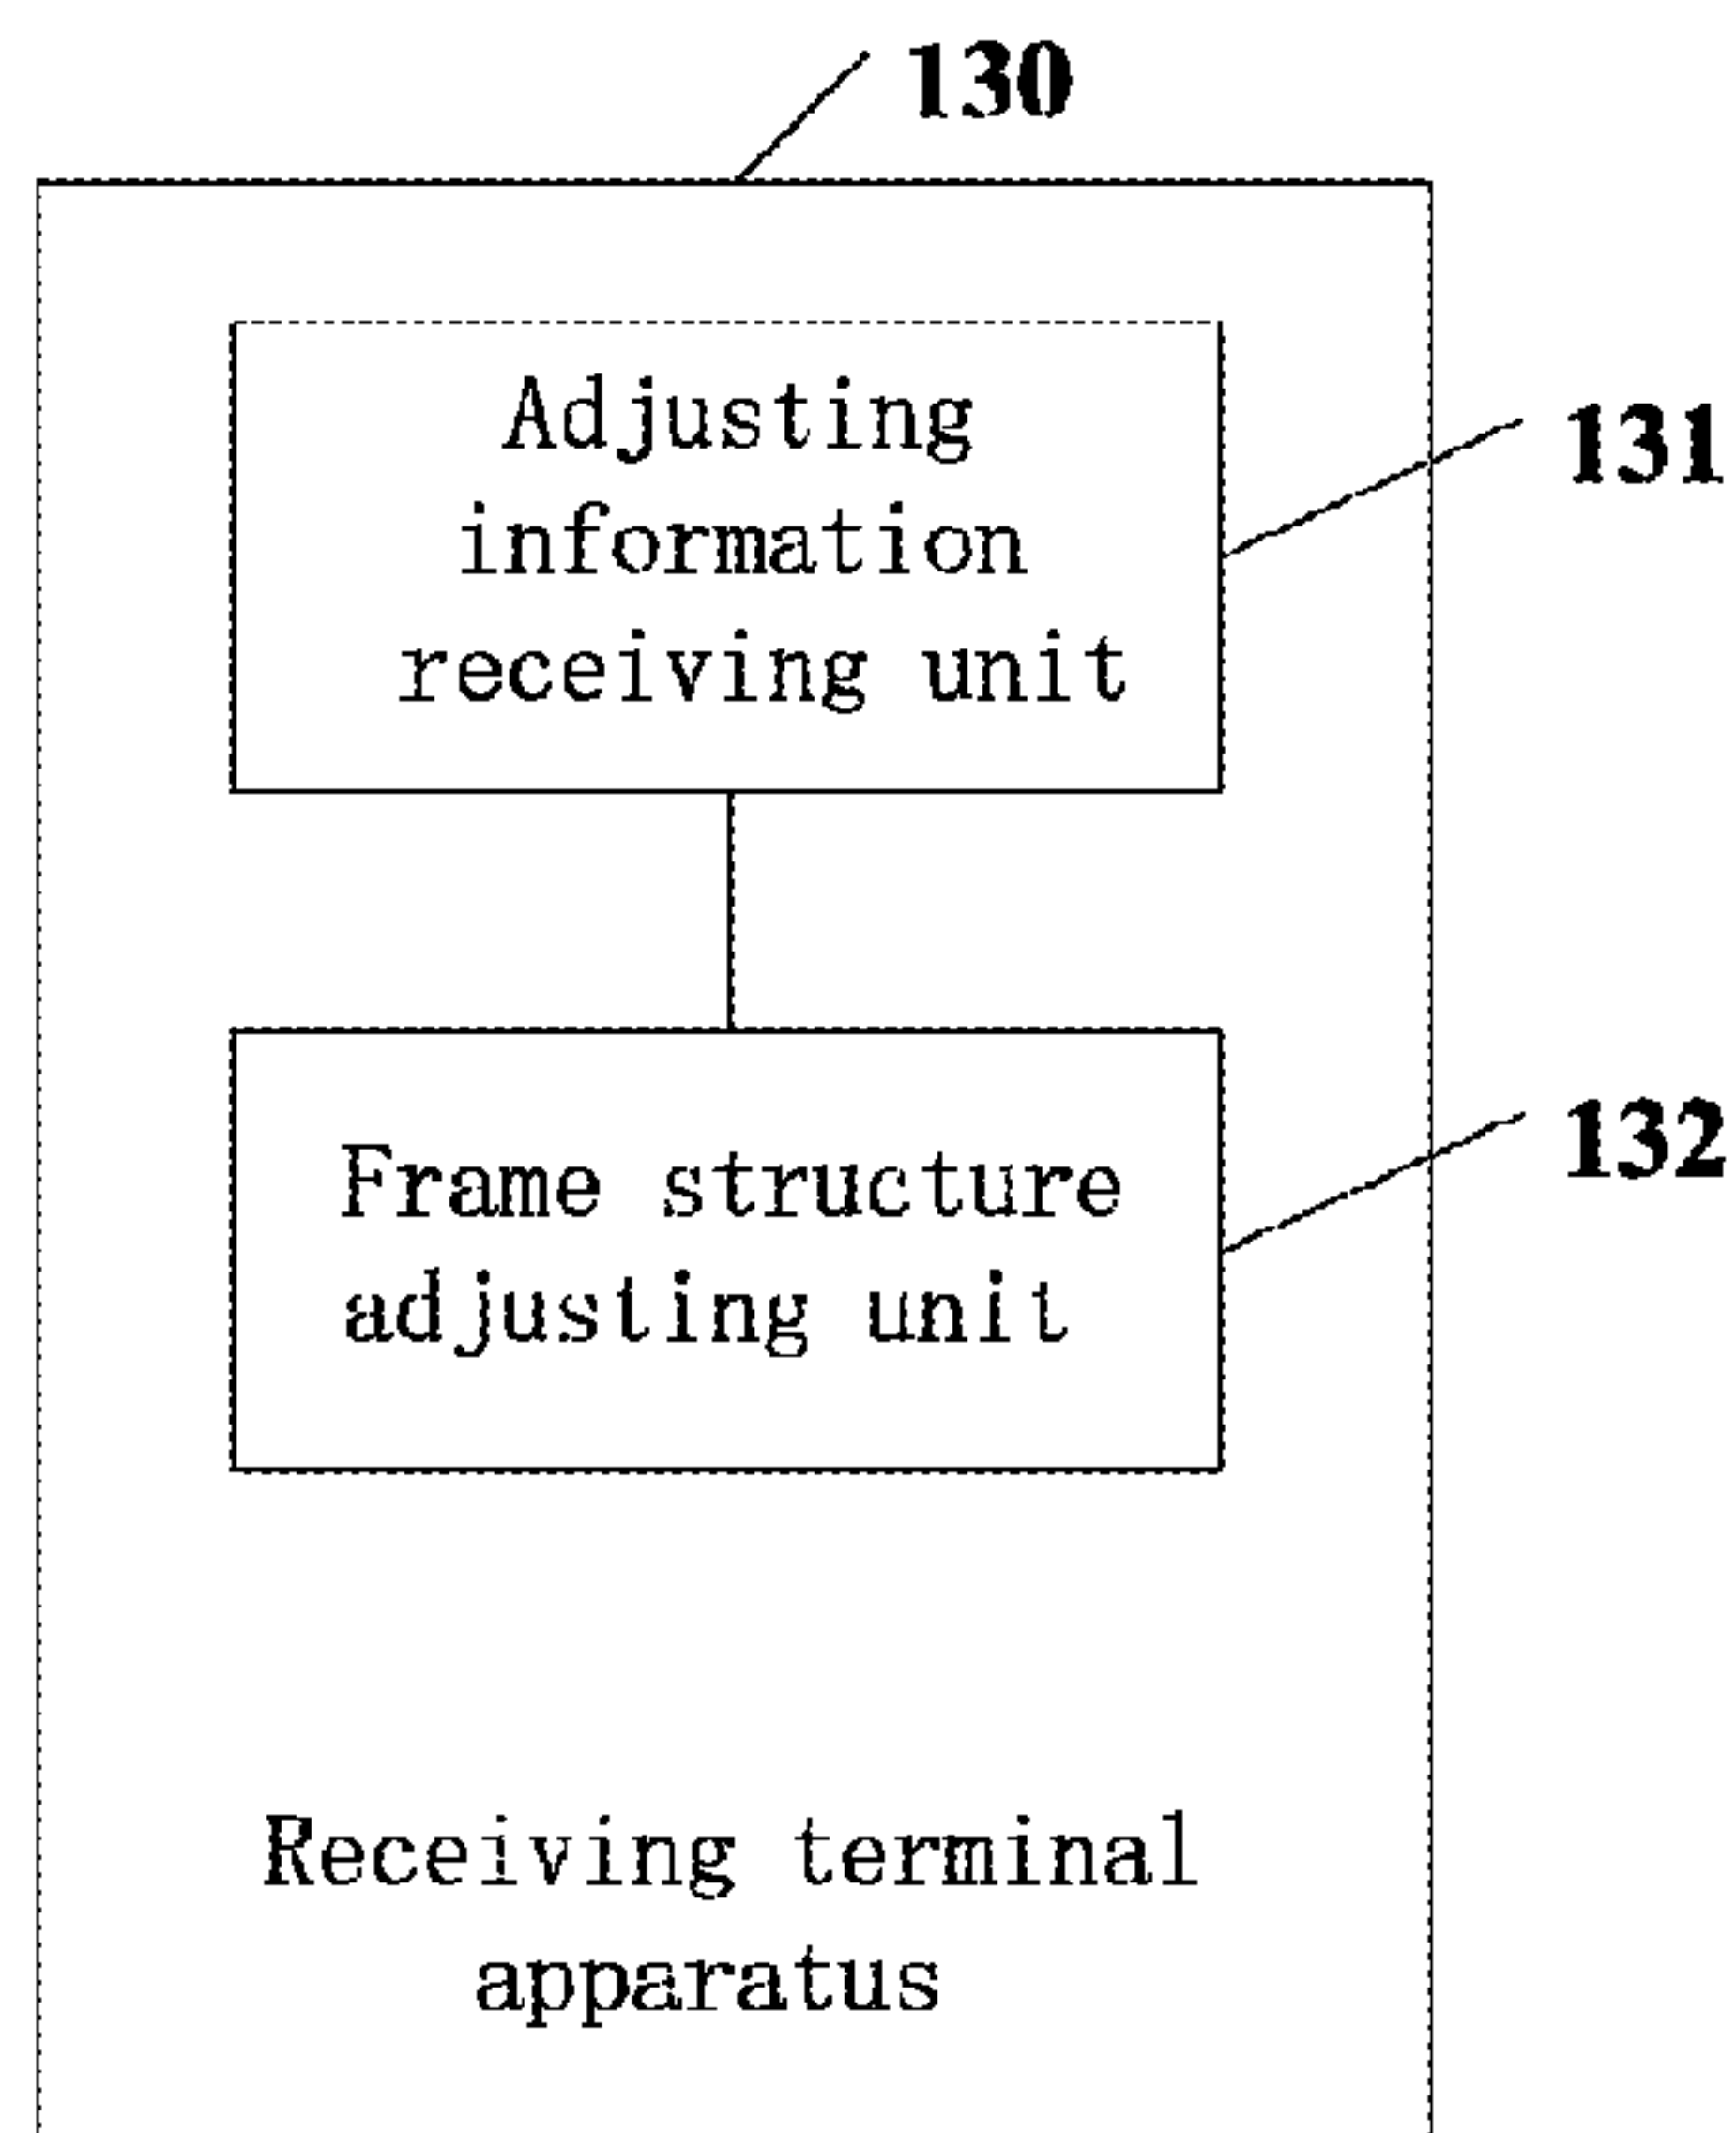 130
Adjusting
information
receiving unit
131
Frame structure
adjusting unit
132
Receiving terminal
apparatus